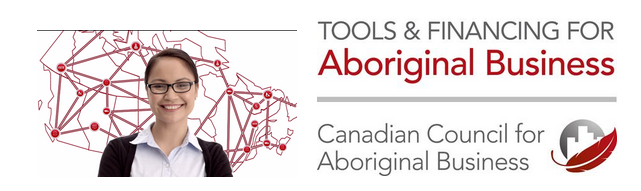 TOOLS & FINANCING FOR
Aboriginal Business
Canadian Council for
Aboriginal Business